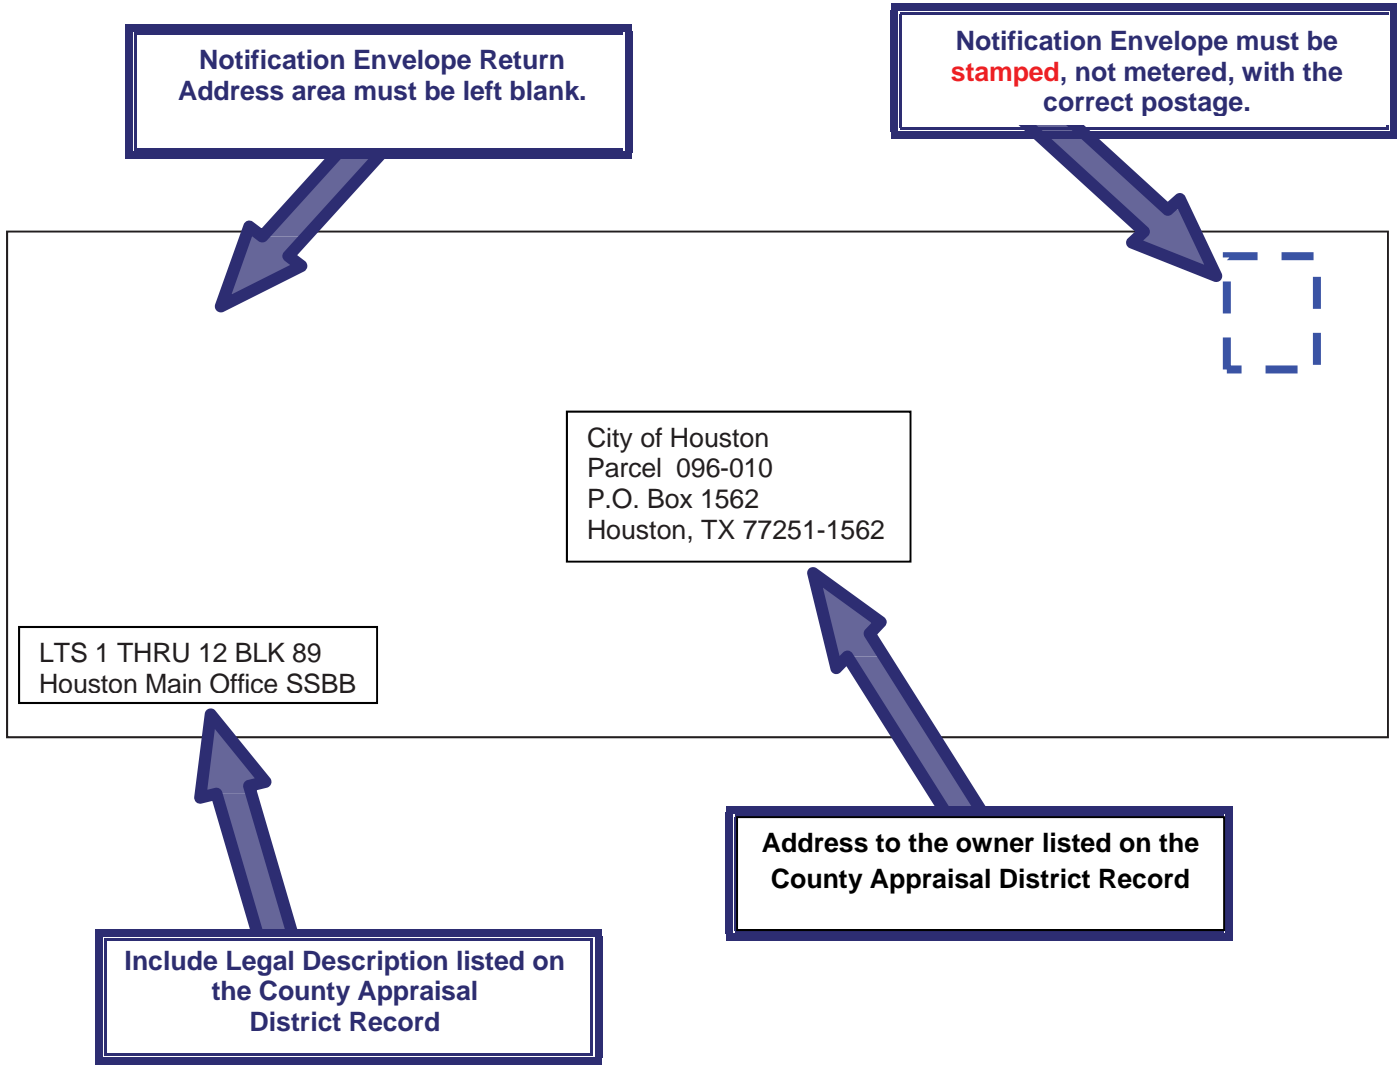 Notification Envelope Return
Address area must be left blank.
Notification Envelope must be
stamped, not metered, with the
correct postage.
City of Houston
Parcel 096-010
P.O. Box 1562
Houston, TX 77251-1562
LTS 1 THRU 12 BLK 89
Houston Main Office SSBB
Address to the owner listed on the
County Appraisal District Record
Include Legal Description listed on
the County Appraisal
District Record